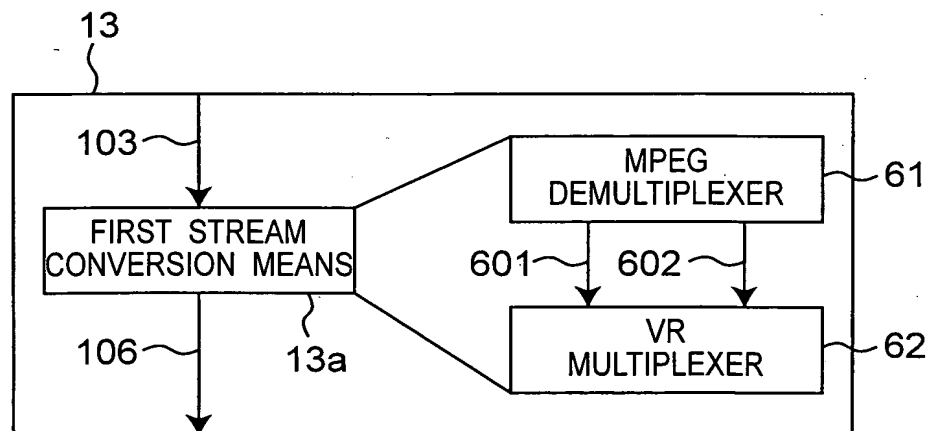 13
103
FIRST STREAM
CONVERSION MEANS
106
13a
MPEG
DEMULTIPLEXER
61
601
602
VR
MULTIPLEXER
62